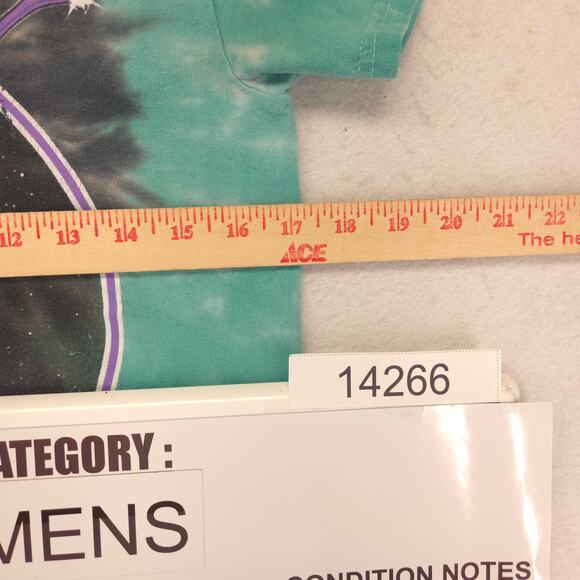 12 13 14 15 16 17 18 19 20 21 22
ACE The he
14266
ATEGORY :
MENS
CONDITION NOTES